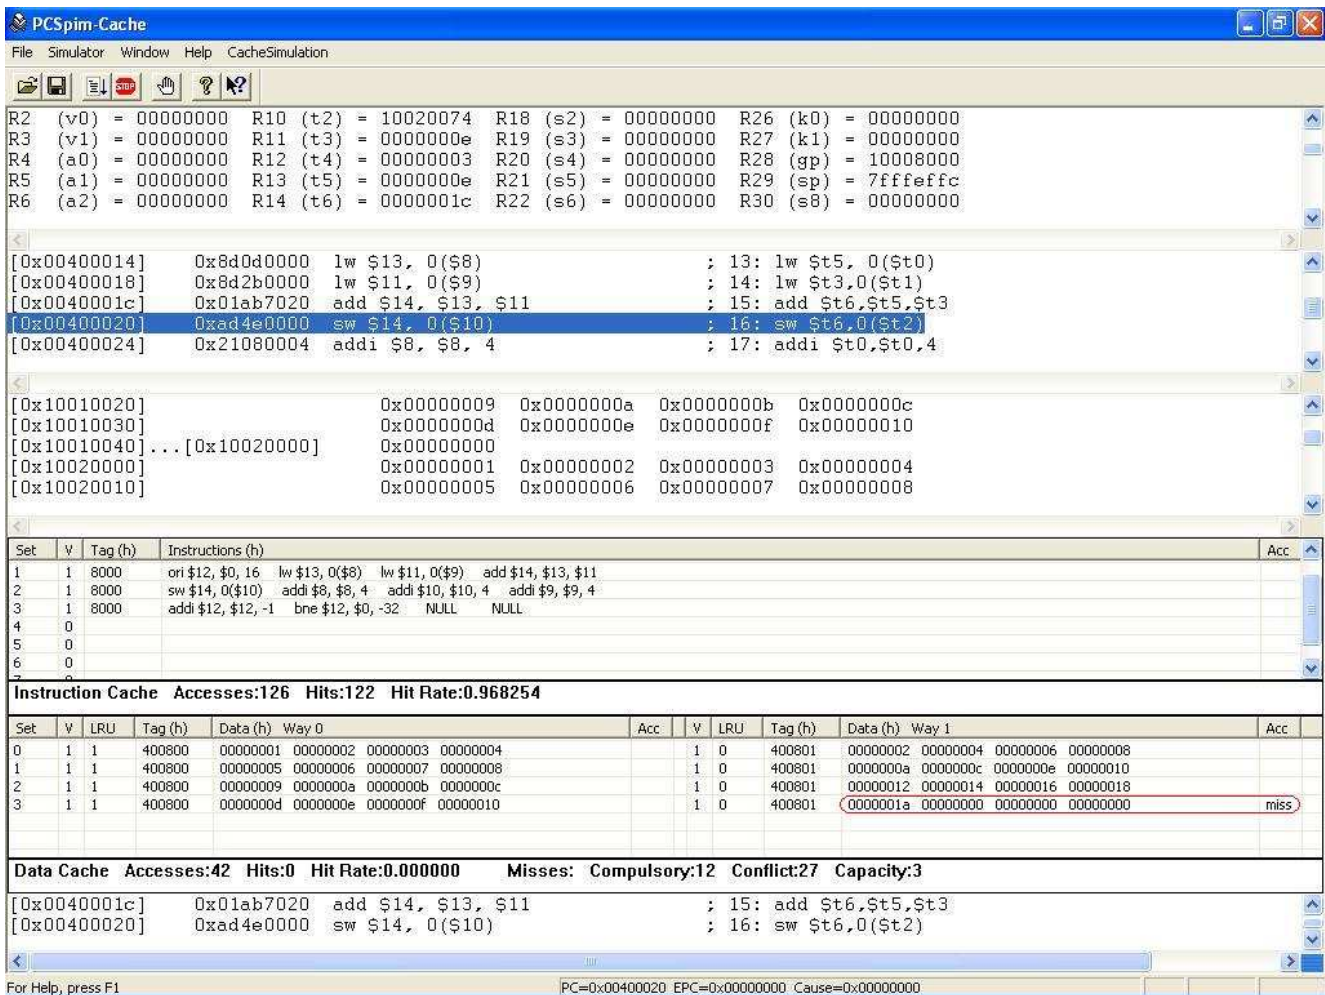 PCSpim-Cache
File Simulator Window Help CacheSimulation
STOP
R2 (v0) = 00000000 R10 (t2) = 10020074 R18 (s2) = 00000000 R26 (k0) = 00000000
R3 (v1) = 00000000 R11 (t3) = 0000000e R19 (s3) = 00000000 R27 (k1) = 00000000
R4 (a0) = 00000000 R12 (t4) = 00000003 R20 (s4) = 00000000 R28 (gp) = 10008000
R5 (a1) = 00000000 R13 (t5) = 0000000e R21 (s5) = 00000000 R29 (sp) = 7fffeffc
R6 (a2) = 00000000 R14 (t6) = 0000001c R22 (s6) = 00000000 R30 (s8) = 00000000
[0x00400014] 0x8d0d0000 lw $13, 0($8) ; 13: lw $t5, 0($t0)
[0x00400018] 0x8d2b0000 lw $11, 0($9) ; 14: lw $t3,0($t1)
[0x0040001c] 0x01ab7020 add $14, $13, $11 ; 15: add $t6,$t5,$t3
[0x00400020] 0xad4e0000 sw $14, 0($10) ; 16: sw $t6,0($t2)
[0x00400024] 0x21080004 addi $8, $8, 4 ; 17: addi $t0,$t0,4
[0x10010020] 0x00000009 0x0000000a 0x0000000b 0x0000000c
[0x10010030] 0x0000000d 0x0000000e 0x0000000f 0x00000010
[0x10010040]...[0x10020000] 0x00000000
[0x10020000] 0x00000001 0x00000002 0x00000003 0x00000004
[0x10020010] 0x00000005 0x00000006 0x00000007 0x00000008
Set V Tag (h) Instructions (h) Acc
1 1 8000 ori $12, $0, 16 lw $13, 0($8) lw $11, 0($9) add $14, $13, $11
2 1 8000 sw $14, 0($10) addi $8, $8, 4 addi $10, $10, 4 addi $9, $9, 4
3 1 8000 addi $12, $12, -1 bne $12, $0, -32 NULL NULL
4 0
5 0
6 0
Instruction Cache Accesses:126 Hits:122 Hit Rate:0.968254
Set V LRU Tag (h) Data (h) Way 0 Acc V LRU Tag (h) Data (h) Way 1 Acc
0 1 1 400800 00000001 00000002 00000003 00000004 1 0 400801 00000002 00000004 00000006 00000008
1 1 1 400800 00000005 00000006 00000007 00000008 1 0 400801 0000000a 0000000c 0000000e 00000010
2 1 1 400800 00000009 0000000a 0000000b 0000000c 1 0 400801 00000012 00000014 00000016 00000018
3 1 1 400800 0000000d 0000000e 0000000f 00000010 1 0 400801 0000001a 00000000 00000000 00000000 miss
Data Cache Accesses:42 Hits:0 Hit Rate:0.000000 Misses: Compulsory:12 Conflict:27 Capacity:3
[0x0040001c] 0x01ab7020 add $14, $13, $11 ; 15: add $t6,$t5,$t3
[0x00400020] 0xad4e0000 sw $14, 0($10) ; 16: sw $t6,0($t2)
For Help, press F1 PC=0x00400020 EPC=0x00000000 Cause=0x00000000